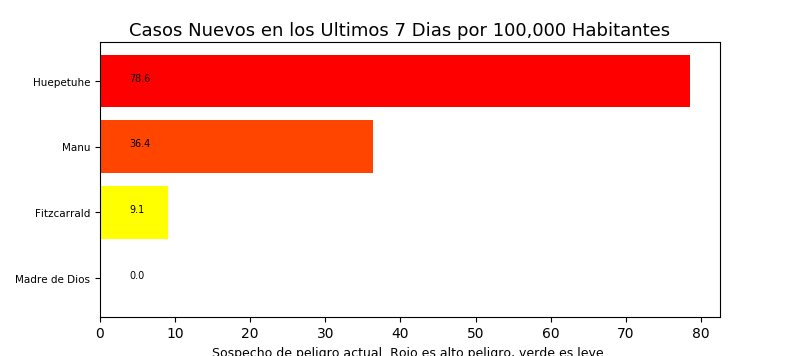 Casos Nuevos en los Ultimos 7 Dias por 100,000 Habitantes
Huepetuhe 78.6
Manu 36.4
Fitzcarrald 9.1
Madre de Dios 0.0
0 10 20 30 40 50 60 70 80
Sospecho de peligro actual. Rojo es alto peligro, verde es leve